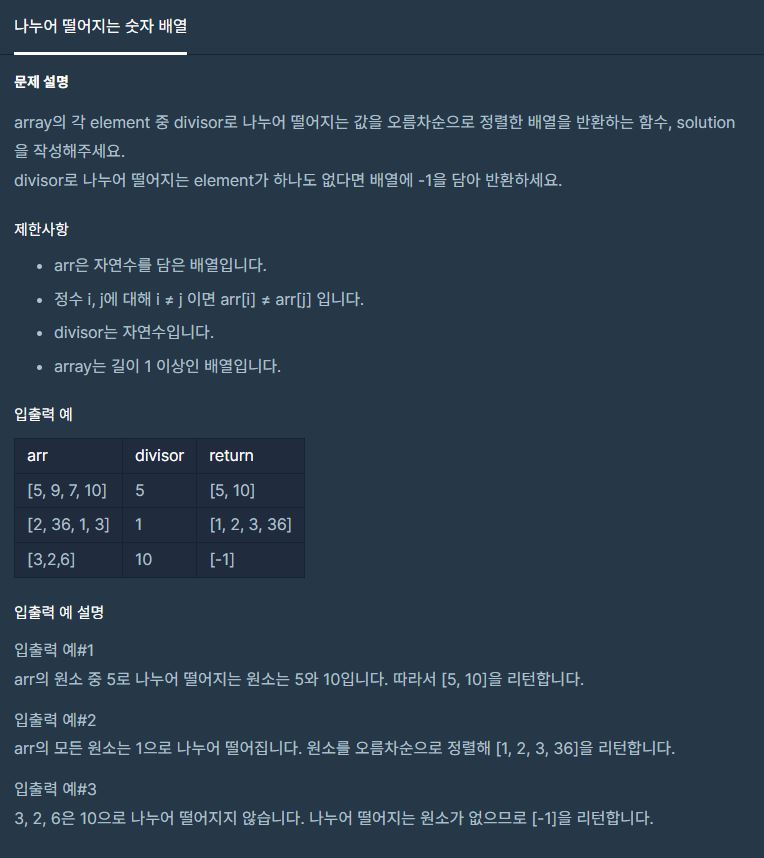 나누어 떨어지는 숫자 배열
문제 설명
array의 각 element 중 divisor로 나누어 떨어지는 값을 오름차순으로 정렬한 배열을 반환하는 함수, solution
을 작성해주세요.
divisor로 나누어 떨어지는 element가 하나도 없다면 배열에 -1을 담아 반환하세요.
제한사항
• arr은 자연수를 담은 배열입니다.
• 정수 i, j에 대해 i ≠ j 이면 arr[i] ≠ arr[j] 입니다.
• divisor는 자연수입니다.
• array는 길이 1 이상인 배열입니다.
입출력 예
arr divisor return
[5, 9, 7, 10] 5 [5, 10]
[2, 36, 1, 3] 1 [1, 2, 3, 36]
[3,2,6] 10 [-1]
입출력 예 설명
입출력 예#1
arr의 원소 중 5로 나누어 떨어지는 원소는 5와 10입니다. 따라서 [5, 10]을 리턴합니다.
입출력 예#2
arr의 모든 원소는 1으로 나누어 떨어집니다. 원소를 오름차순으로 정렬해 [1, 2, 3, 36]을 리턴합니다.
입출력 예#3
3, 2, 6은 10으로 나누어 떨어지지 않습니다. 나누어 떨어지는 원소가 없으므로 [-1]을 리턴합니다.